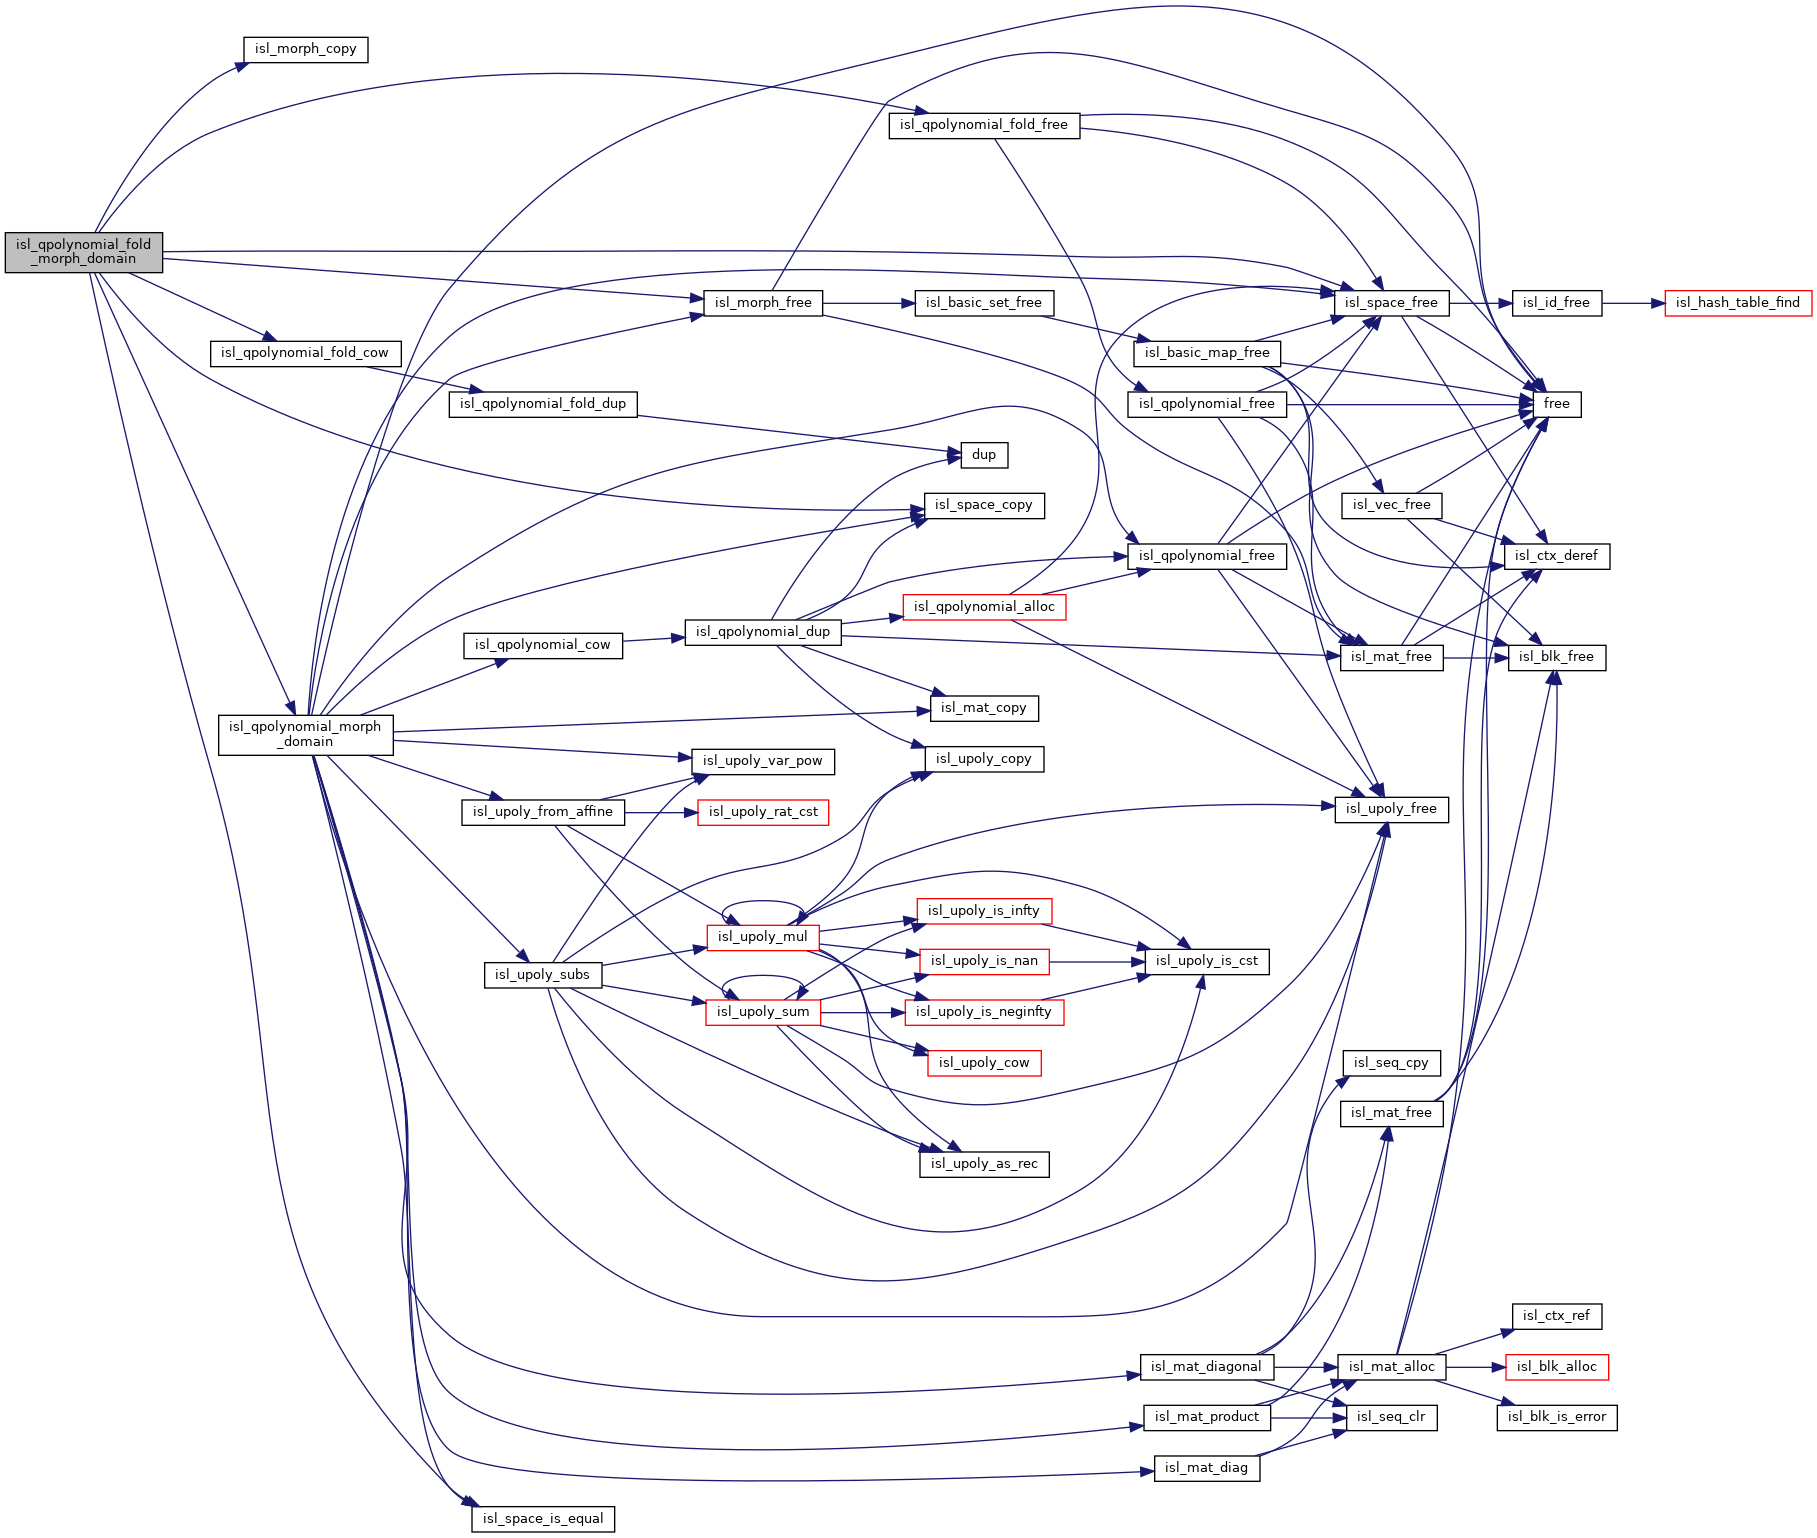 isl_morph_copy
isl_qpolynomial_fold_free
isl_qpolynomial_fold
_morph_domain
isl_morph_free
isl_basic_set_free
isl_space_free
isl_id_free
isl_hash_table_find
isl_qpolynomial_fold_cow
isl_basic_map_free
isl_qpolynomial_fold_dup
isl_qpolynomial_free
free
dup
isl_space_copy
isl_vec_free
isl_qpolynomial_free
isl_ctx_deref
isl_qpolynomial_alloc
isl_qpolynomial_cow
isl_qpolynomial_dup
isl_mat_free
isl_blk_free
isl_mat_copy
isl_qpolynomial_morph
_domain
isl_upoly_var_pow
isl_upoly_copy
isl_upoly_from_affine
isl_upoly_rat_cst
isl_upoly_free
isl_upoly_is_infty
isl_upoly_mul
isl_upoly_subs
isl_upoly_is_nan
isl_upoly_is_cst
isl_upoly_sum
isl_upoly_is_neginfty
isl_upoly_cow
isl_seq_cpy
isl_mat_free
isl_upoly_as_rec
isl_ctx_ref
isl_mat_diagonal
isl_mat_alloc
isl_blk_alloc
isl_mat_product
isl_seq_clr
isl_blk_is_error
isl_mat_diag
isl_space_is_equal